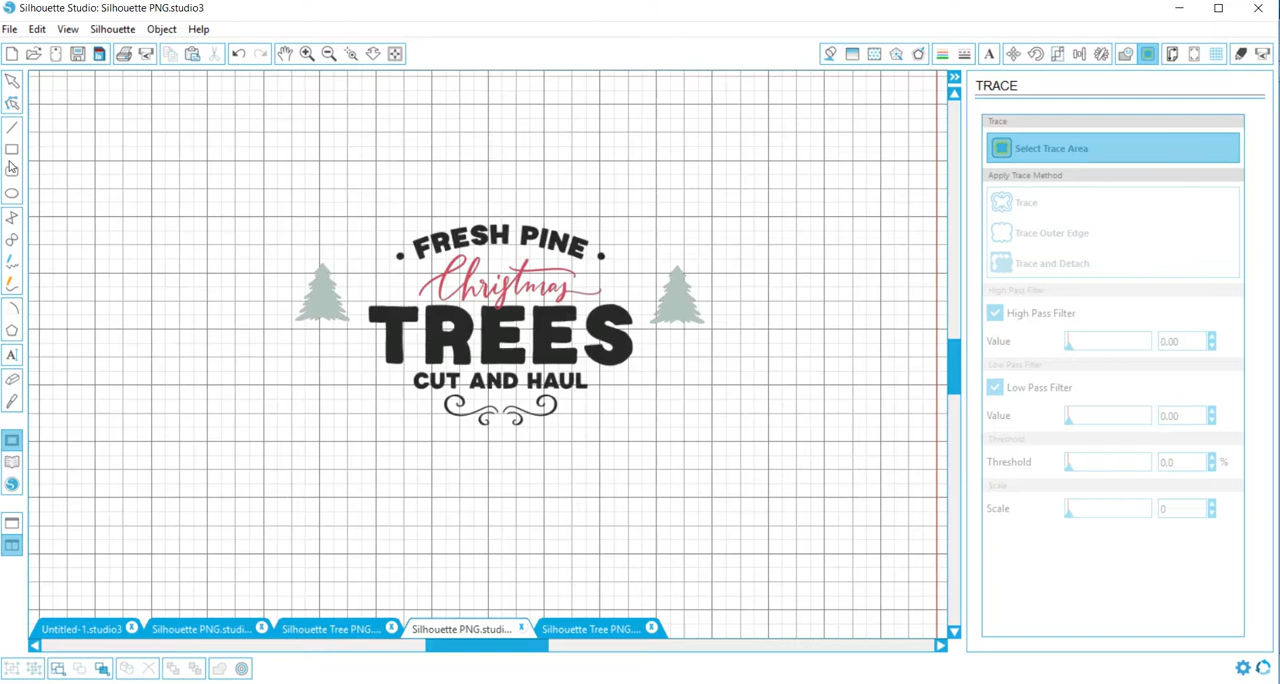 Silhouette Studio: Silhouette PNG.studio3
File Edit View Silhouette Object Help
TRACE
Trace
Select Trace Area
Apply Trace Method
Trace
Trace Outer Edge
Trace and Detach
High Pass Filter
High Pass Filter
Value 0.00
Low Pass Filter
Low Pass Filter
Value 0.00
Threshold
Threshold 0.0 %
Scale
Scale 0
• FRESH PINE •
Christmas
TREES
CUT AND HAUL
Untitled-1.studio3 Silhouette PNG.studi... Silhouette Tree PNG.... Silhouette PNG.studi... Silhouette Tree PNG....